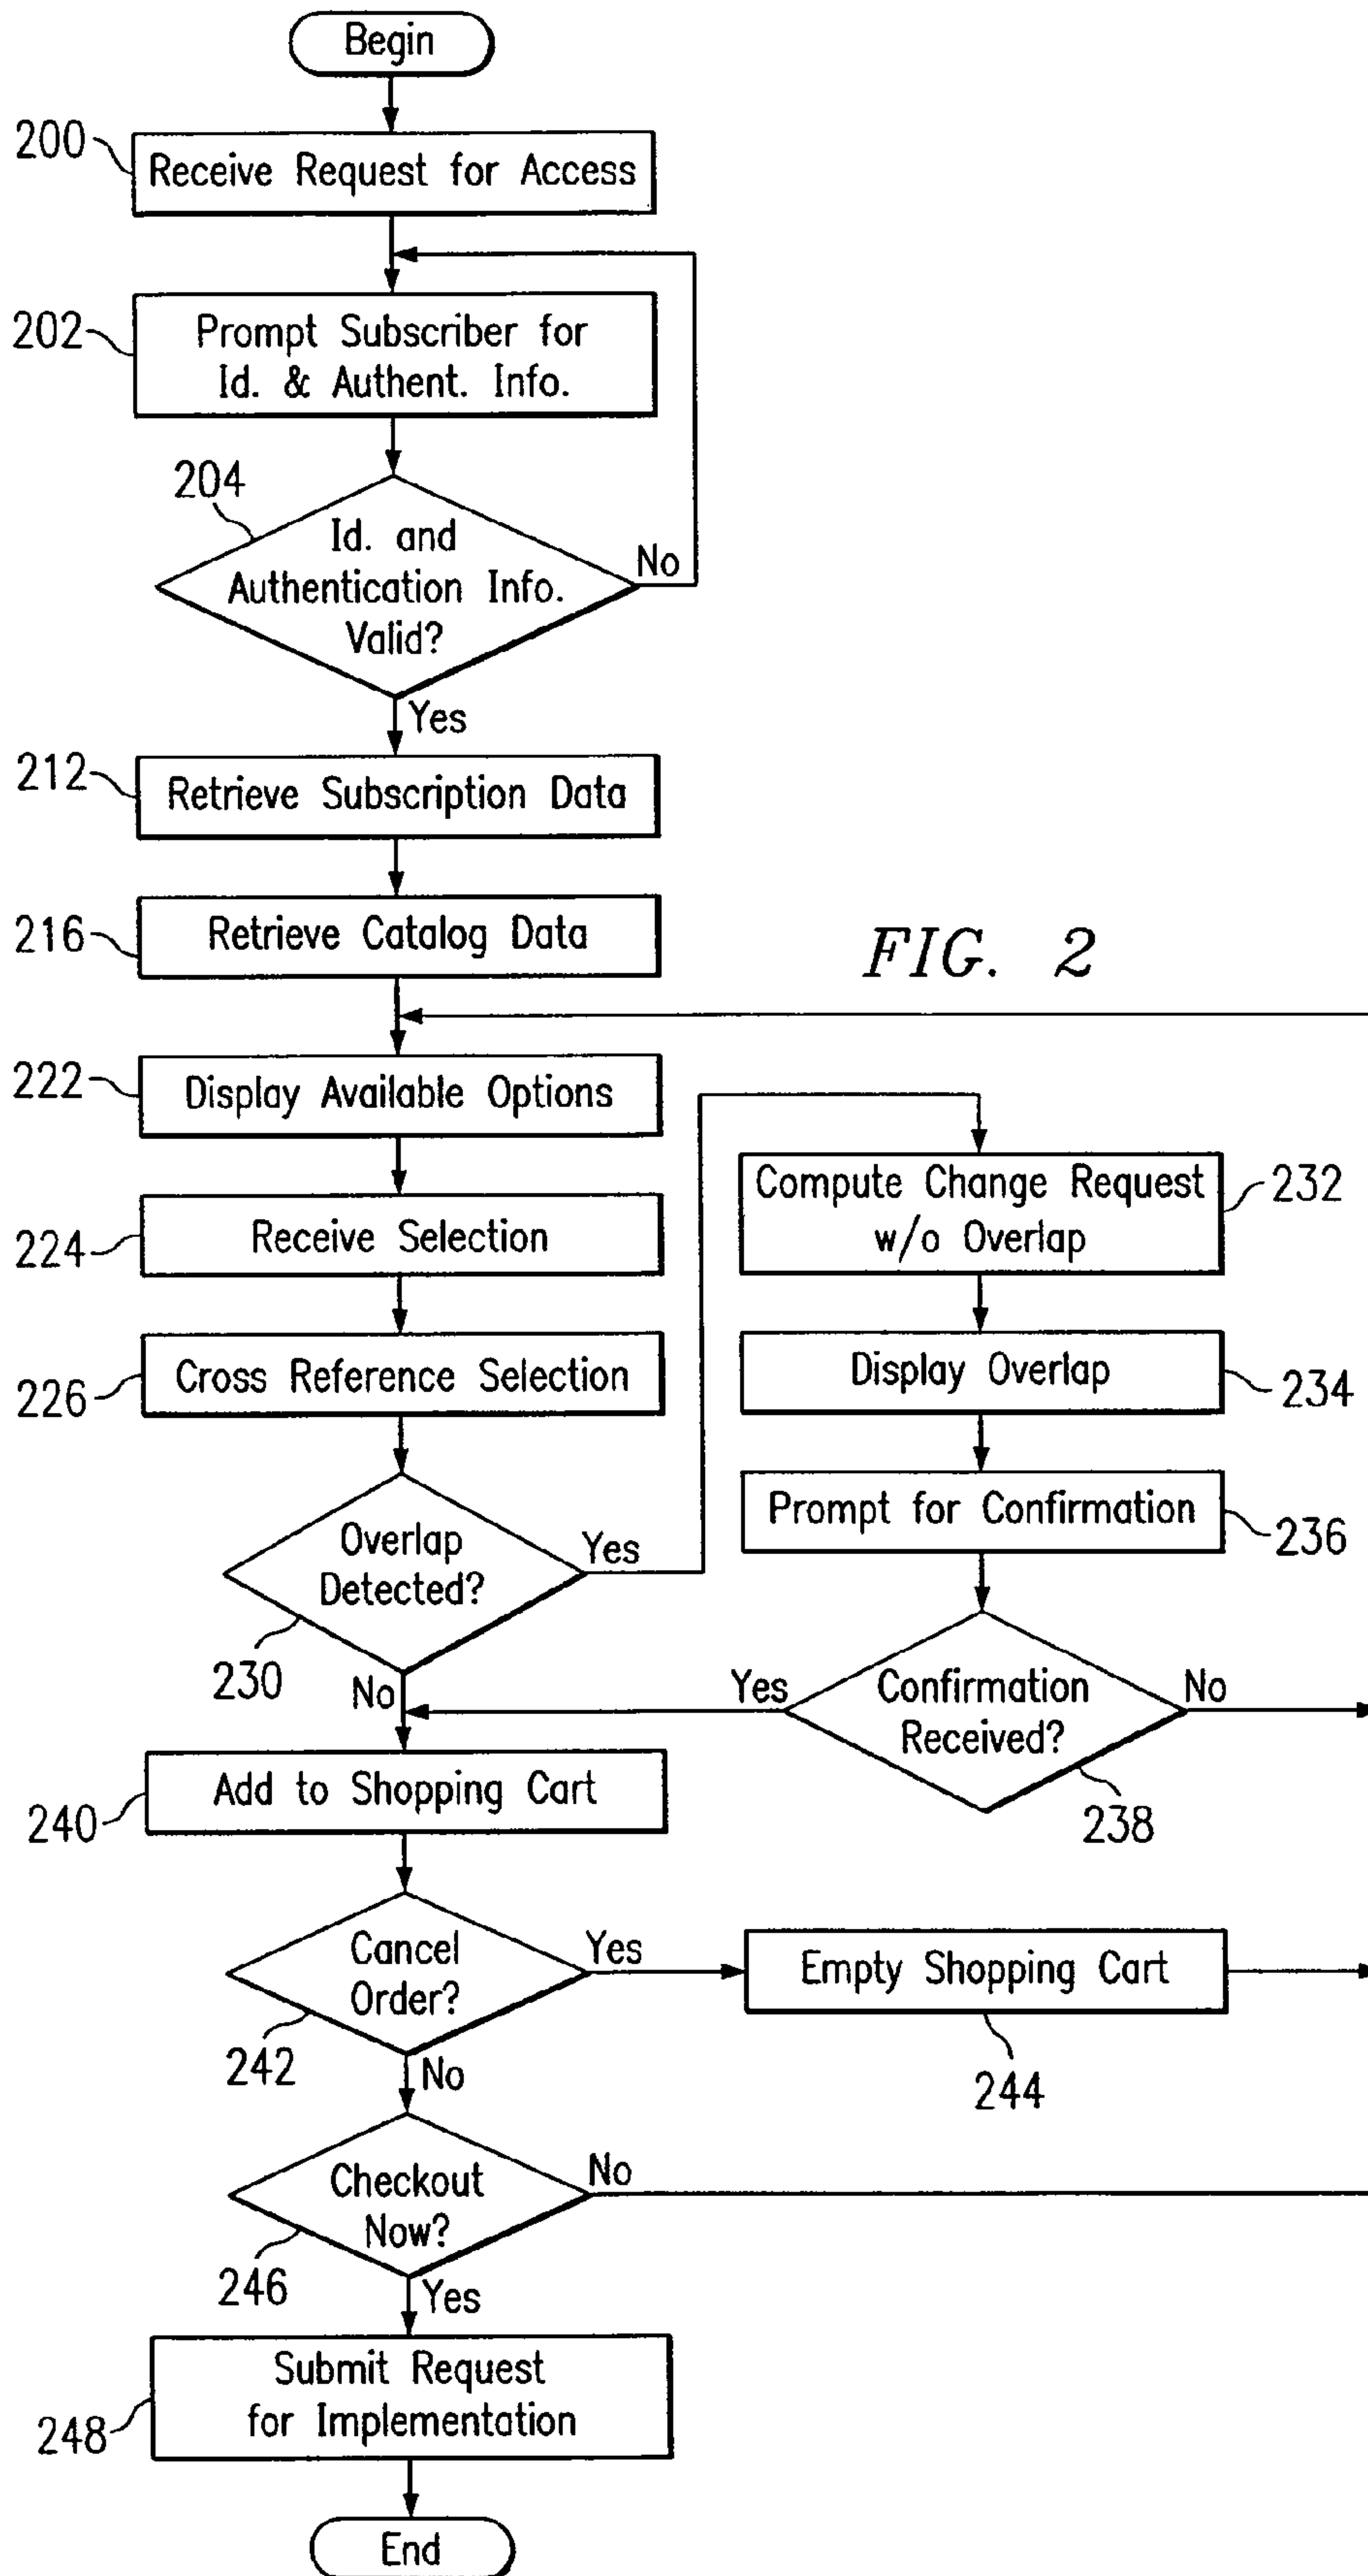 Begin
200
Receive Request for Access
202
Prompt Subscriber for
Id. & Authent. Info.
204
Id. and
Authentication Info.
Valid?
No
Yes
212
Retrieve Subscription Data
216
Retrieve Catalog Data
FIG. 2
222
Display Available Options
224
Receive Selection
226
Cross Reference Selection
Overlap
Detected?
230
Yes
No
Compute Change Request
w/o Overlap
232
Display Overlap
234
Prompt for Confirmation
236
Confirmation
Received?
Yes
No
238
Add to Shopping Cart
240
Cancel
Order?
242
Yes
Empty Shopping Cart
244
No
Checkout
Now?
246
No
Yes
Submit Request
for Implementation
248
End